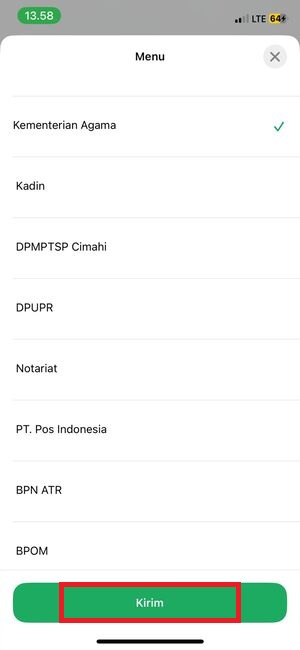 13.58
LTE 64
Menu
Kementerian Agama
Kadin
DPMPTSP Cimahi
DPUPR
Notariat
PT. Pos Indonesia
BPN ATR
BPOM
Kirim